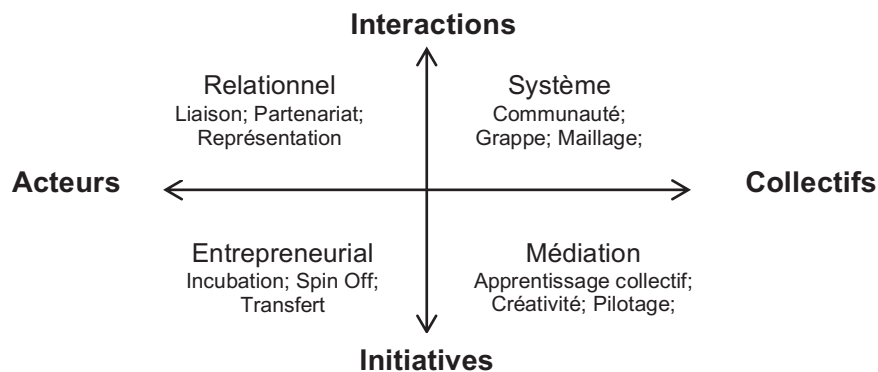 Interactions
Relationnel
Liaison; Partenariat;
Représentation
Système
Communauté;
Grappe; Maillage;
Acteurs
Collectifs
Entrepreneurial
Incubation; Spin Off;
Transfert
Médiation
Apprentissage collectif;
Créativité; Pilotage;
Initiatives